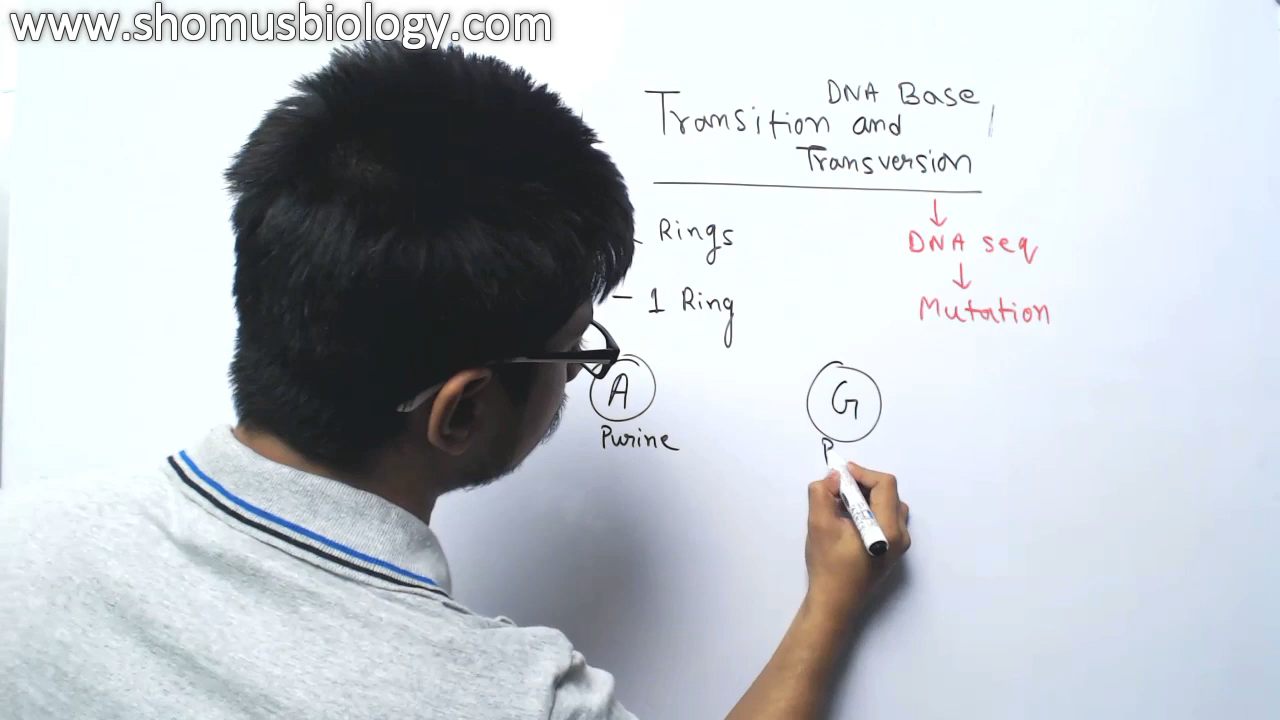 www.shomusbiology.com
DNA Base
Transition and
Transversion
Rings
DNA seq
– 1 Ring
Mutation
A
G
Purine
P